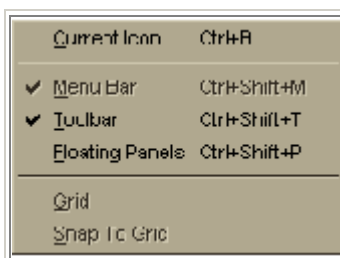 Current Icon Ctrl+B
Menu Bar Ctrl+Shift+M
Toolbar Ctrl+Shift+T
Floating Panels Ctrl+Shift+P
Grid
Snap To Grid